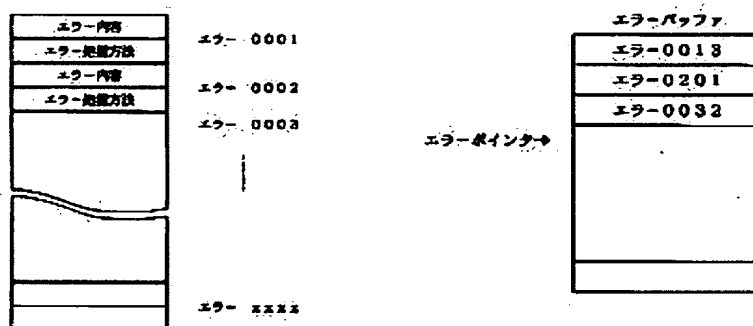 エラー内容
エラー処置方法
エラー内容
エラー処置方法
エラー 0001
エラー 0002
エラー 0003
エラー xxxx
エラーバッファ
エラー0013
エラー0201
エラー0032
エラーポインタ→